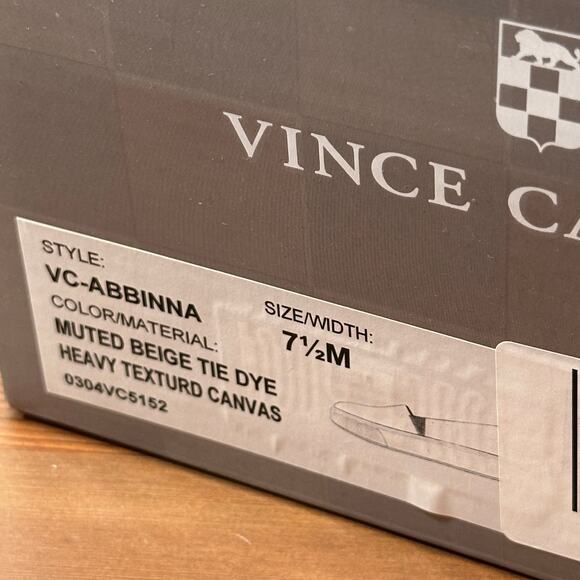 VINCE CA
STYLE:
VC-ABBINNA
COLOR/MATERIAL:
MUTED BEIGE TIE DYE
HEAVY TEXTURD CANVAS
0304VC5152
SIZE/WIDTH:
7½M